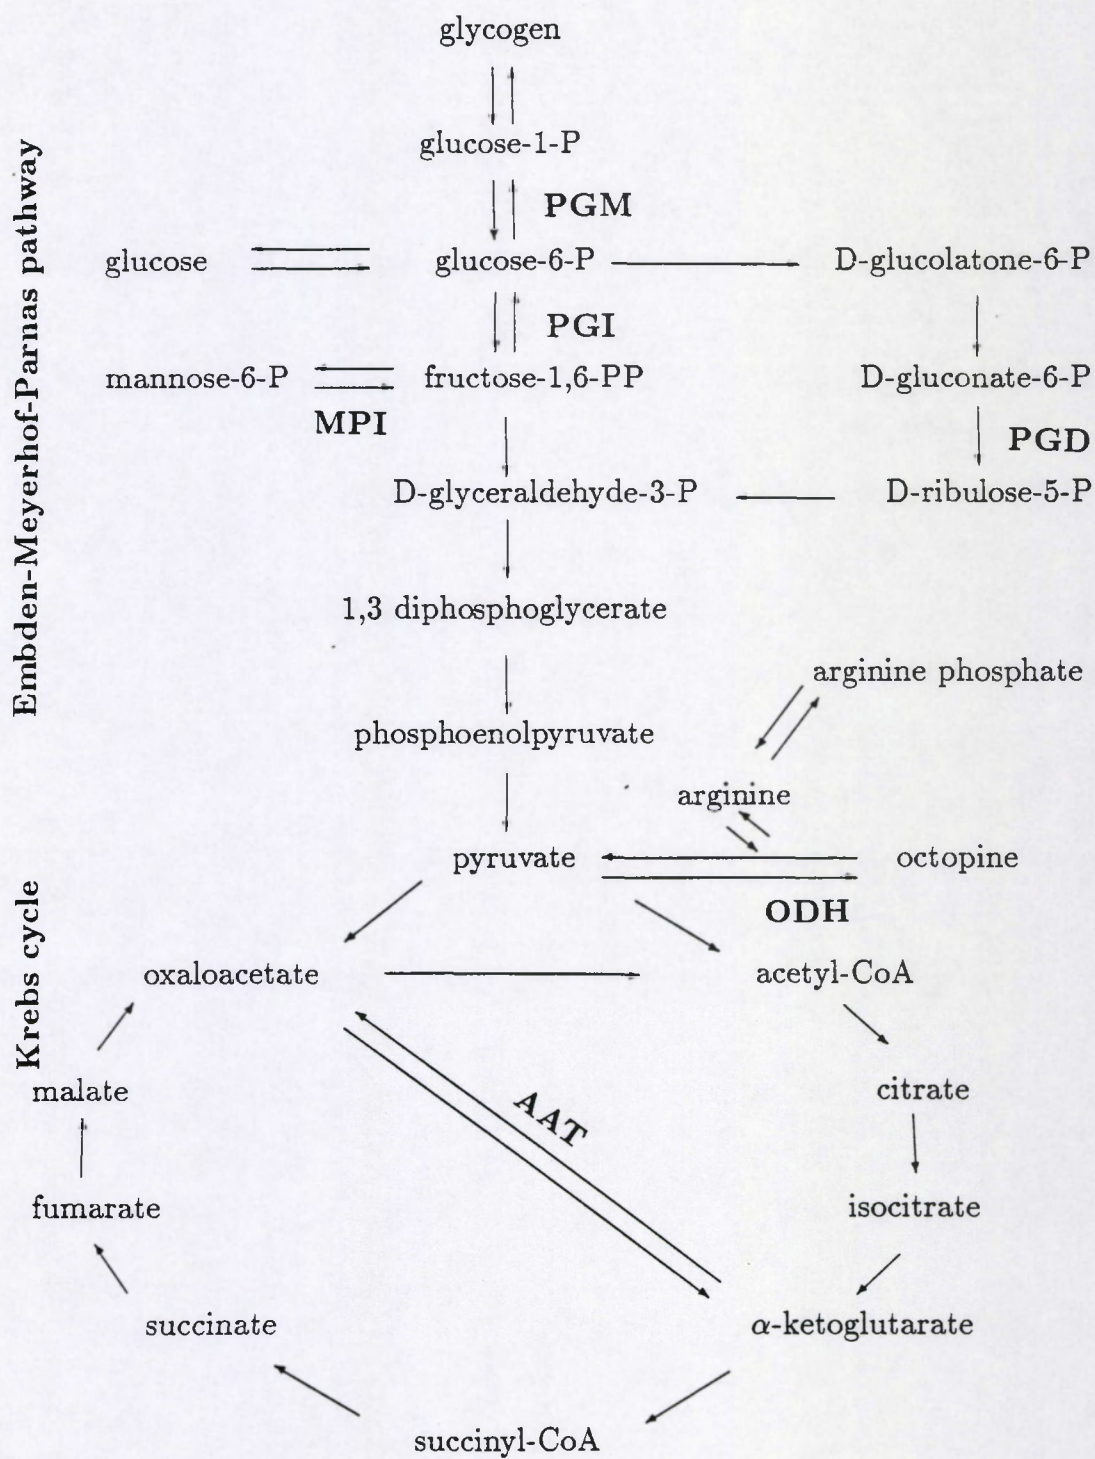 glycogen
glucose-1-P
PGM
glucose
glucose-6-P
D-glucolatone-6-P
PGI
mannose-6-P
fructose-1,6-PP
D-gluconate-6-P
MPI
PGD
D-glyceraldehyde-3-P
D-ribulose-5-P
1,3 diphosphoglycerate
Embden-Meyerhof-Parnas pathway
arginine phosphate
phosphoenolpyruvate
arginine
pyruvate
octopine
ODH
Krebs cycle
oxaloacetate
acetyl-CoA
malate
citrate
AAT
fumarate
isocitrate
succinate
α-ketoglutarate
succinyl-CoA